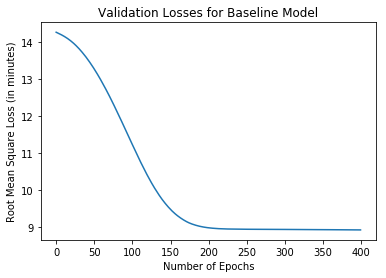 Validation Losses for Baseline Model
Root Mean Square Loss (in minutes)
14
13
12
11
10
9
0 50 100 150 200 250 300 350 400
Number of Epochs